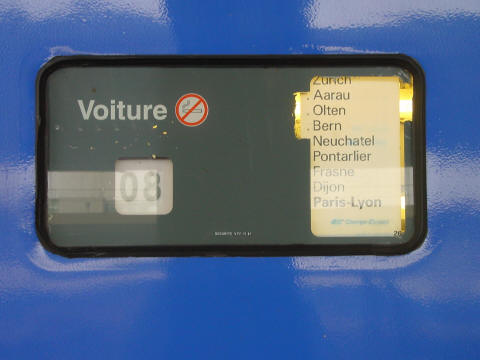 Voiture
08
Zürich
. Aarau
. Olten
. Bern
Neuchatel
Pontarlier
Frasne
Dijon
Paris-Lyon